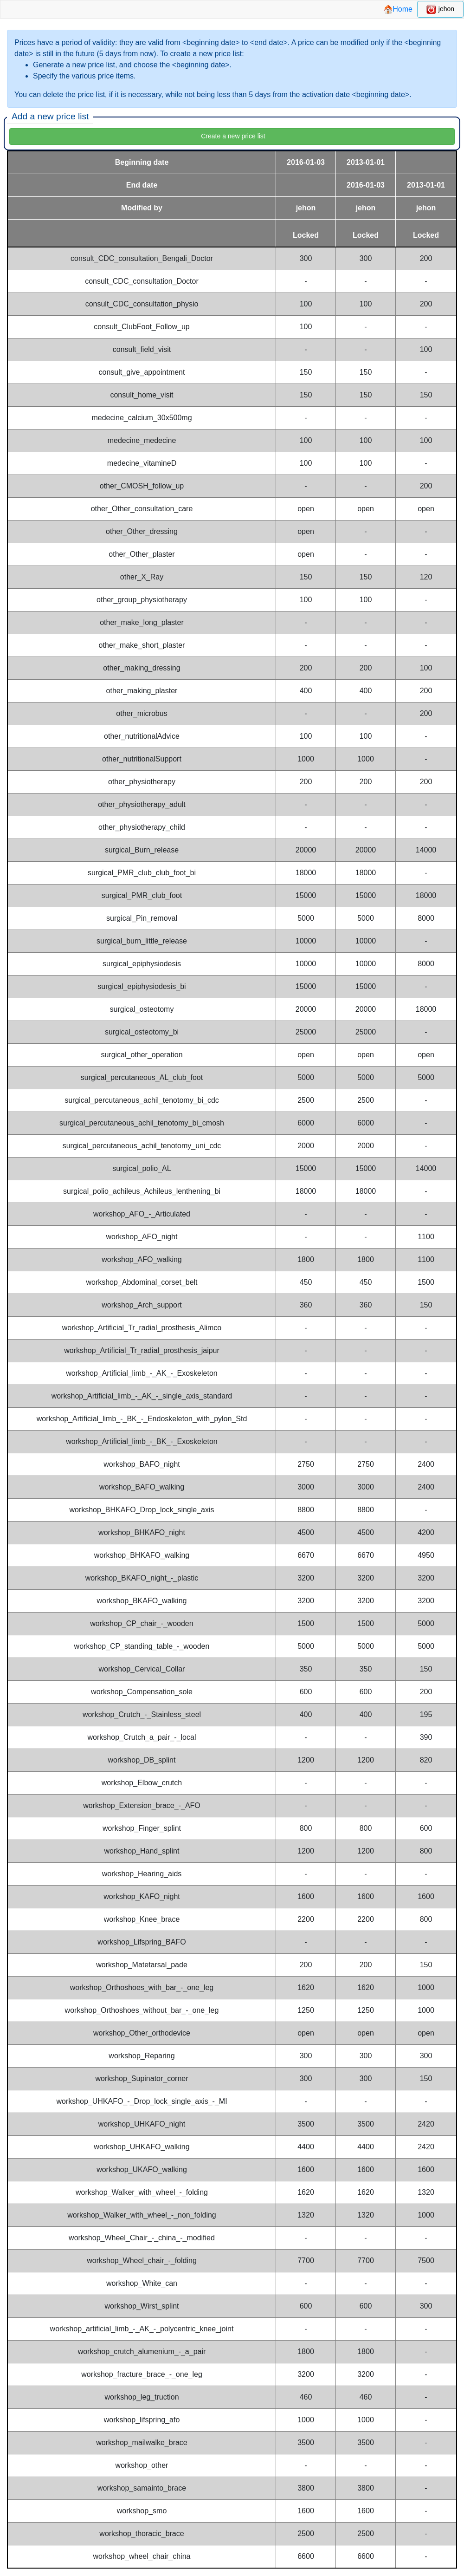 Home jehon
Prices have a period of validity: they are valid from <beginning date> to <end date>. A price can be modified only if the <beginning
date> is still in the future (5 days from now). To create a new price list:
• Generate a new price list, and choose the <beginning date>.
• Specify the various price items.
You can delete the price list, if it is necessary, while not being less than 5 days from the activation date <beginning date>.
Add a new price list
Create a new price list
Beginning date 2016-01-03 2013-01-01
End date 2016-01-03 2013-01-01
Modified by jehon jehon jehon
Locked Locked Locked
consult_CDC_consultation_Bengali_Doctor 300 300 200
consult_CDC_consultation_Doctor - - -
consult_CDC_consultation_physio 100 100 200
consult_ClubFoot_Follow_up 100 - -
consult_field_visit - - 100
consult_give_appointment 150 150 -
consult_home_visit 150 150 150
medecine_calcium_30x500mg - - -
medecine_medecine 100 100 100
medecine_vitamineD 100 100 -
other_CMOSH_follow_up - - 200
other_Other_consultation_care open open open
other_Other_dressing open - -
other_Other_plaster open - -
other_X_Ray 150 150 120
other_group_physiotherapy 100 100 -
other_make_long_plaster - - -
other_make_short_plaster - - -
other_making_dressing 200 200 100
other_making_plaster 400 400 200
other_microbus - - 200
other_nutritionalAdvice 100 100 -
other_nutritionalSupport 1000 1000 -
other_physiotherapy 200 200 200
other_physiotherapy_adult - - -
other_physiotherapy_child - - -
surgical_Burn_release 20000 20000 14000
surgical_PMR_club_club_foot_bi 18000 18000 -
surgical_PMR_club_foot 15000 15000 18000
surgical_Pin_removal 5000 5000 8000
surgical_burn_little_release 10000 10000 -
surgical_epiphysiodesis 10000 10000 8000
surgical_epiphysiodesis_bi 15000 15000 -
surgical_osteotomy 20000 20000 18000
surgical_osteotomy_bi 25000 25000 -
surgical_other_operation open open open
surgical_percutaneous_AL_club_foot 5000 5000 5000
surgical_percutaneous_achil_tenotomy_bi_cdc 2500 2500 -
surgical_percutaneous_achil_tenotomy_bi_cmosh 6000 6000 -
surgical_percutaneous_achil_tenotomy_uni_cdc 2000 2000 -
surgical_polio_AL 15000 15000 14000
surgical_polio_achileus_Achileus_lenthening_bi 18000 18000 -
workshop_AFO_-_Articulated - - -
workshop_AFO_night - - 1100
workshop_AFO_walking 1800 1800 1100
workshop_Abdominal_corset_belt 450 450 1500
workshop_Arch_support 360 360 150
workshop_Artificial_Tr_radial_prosthesis_Alimco - - -
workshop_Artificial_Tr_radial_prosthesis_jaipur - - -
workshop_Artificial_limb_-_AK_-_Exoskeleton - - -
workshop_Artificial_limb_-_AK_-_single_axis_standard - - -
workshop_Artificial_limb_-_BK_-_Endoskeleton_with_pylon_Std - - -
workshop_Artificial_limb_-_BK_-_Exoskeleton - - -
workshop_BAFO_night 2750 2750 2400
workshop_BAFO_walking 3000 3000 2400
workshop_BHKAFO_Drop_lock_single_axis 8800 8800 -
workshop_BHKAFO_night 4500 4500 4200
workshop_BHKAFO_walking 6670 6670 4950
workshop_BKAFO_night_-_plastic 3200 3200 3200
workshop_BKAFO_walking 3200 3200 3200
workshop_CP_chair_-_wooden 1500 1500 5000
workshop_CP_standing_table_-_wooden 5000 5000 5000
workshop_Cervical_Collar 350 350 150
workshop_Compensation_sole 600 600 200
workshop_Crutch_-_Stainless_steel 400 400 195
workshop_Crutch_a_pair_-_local - - 390
workshop_DB_splint 1200 1200 820
workshop_Elbow_crutch - - -
workshop_Extension_brace_-_AFO - - -
workshop_Finger_splint 800 800 600
workshop_Hand_splint 1200 1200 800
workshop_Hearing_aids - - -
workshop_KAFO_night 1600 1600 1600
workshop_Knee_brace 2200 2200 800
workshop_Lifspring_BAFO - - -
workshop_Matetarsal_pade 200 200 150
workshop_Orthoshoes_with_bar_-_one_leg 1620 1620 1000
workshop_Orthoshoes_without_bar_-_one_leg 1250 1250 1000
workshop_Other_orthodevice open open open
workshop_Reparing 300 300 300
workshop_Supinator_corner 300 300 150
workshop_UHKAFO_-_Drop_lock_single_axis_-_MI - - -
workshop_UHKAFO_night 3500 3500 2420
workshop_UHKAFO_walking 4400 4400 2420
workshop_UKAFO_walking 1600 1600 1600
workshop_Walker_with_wheel_-_folding 1620 1620 1320
workshop_Walker_with_wheel_-_non_folding 1320 1320 1000
workshop_Wheel_Chair_-_china_-_modified - - -
workshop_Wheel_chair_-_folding 7700 7700 7500
workshop_White_can - - -
workshop_Wirst_splint 600 600 300
workshop_artificial_limb_-_AK_-_polycentric_knee_joint - - -
workshop_crutch_alumenium_-_a_pair 1800 1800 -
workshop_fracture_brace_-_one_leg 3200 3200 -
workshop_leg_truction 460 460 -
workshop_lifspring_afo 1000 1000 -
workshop_mailwalke_brace 3500 3500 -
workshop_other - - -
workshop_samainto_brace 3800 3800 -
workshop_smo 1600 1600 -
workshop_thoracic_brace 2500 2500 -
workshop_wheel_chair_china 6600 6600 -